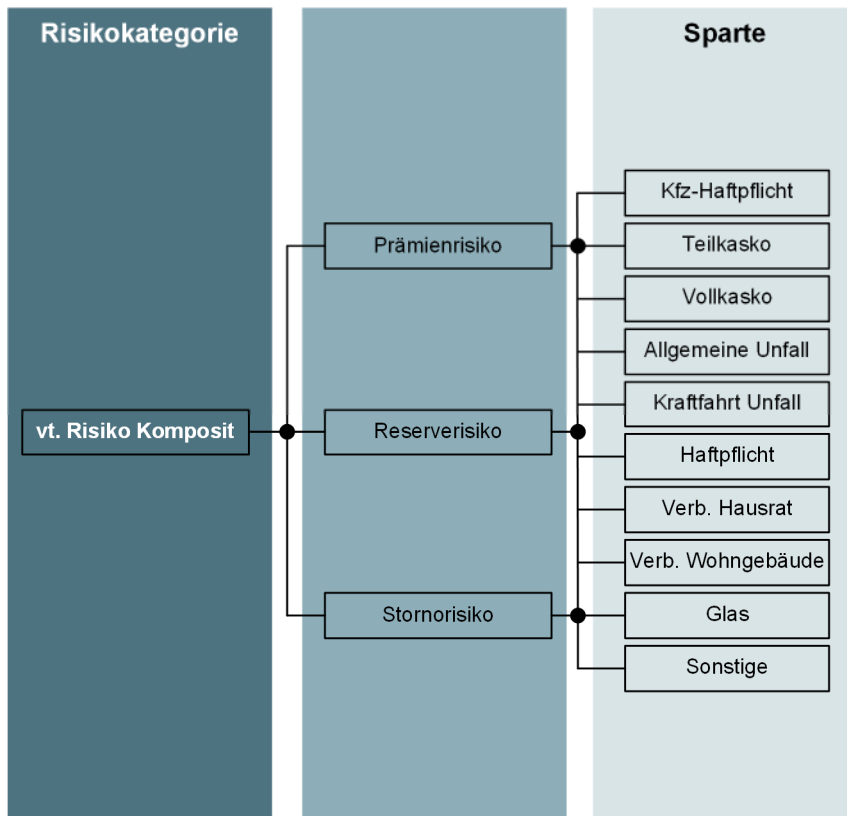 Risikokategorie
Sparte
vt. Risiko Komposit
Prämienrisiko
Reserverisiko
Stornorisiko
Kfz-Haftpflicht
Teilkasko
Vollkasko
Allgemeine Unfall
Kraftfahrt Unfall
Haftpflicht
Verb. Hausrat
Verb. Wohngebäude
Glas
Sonstige